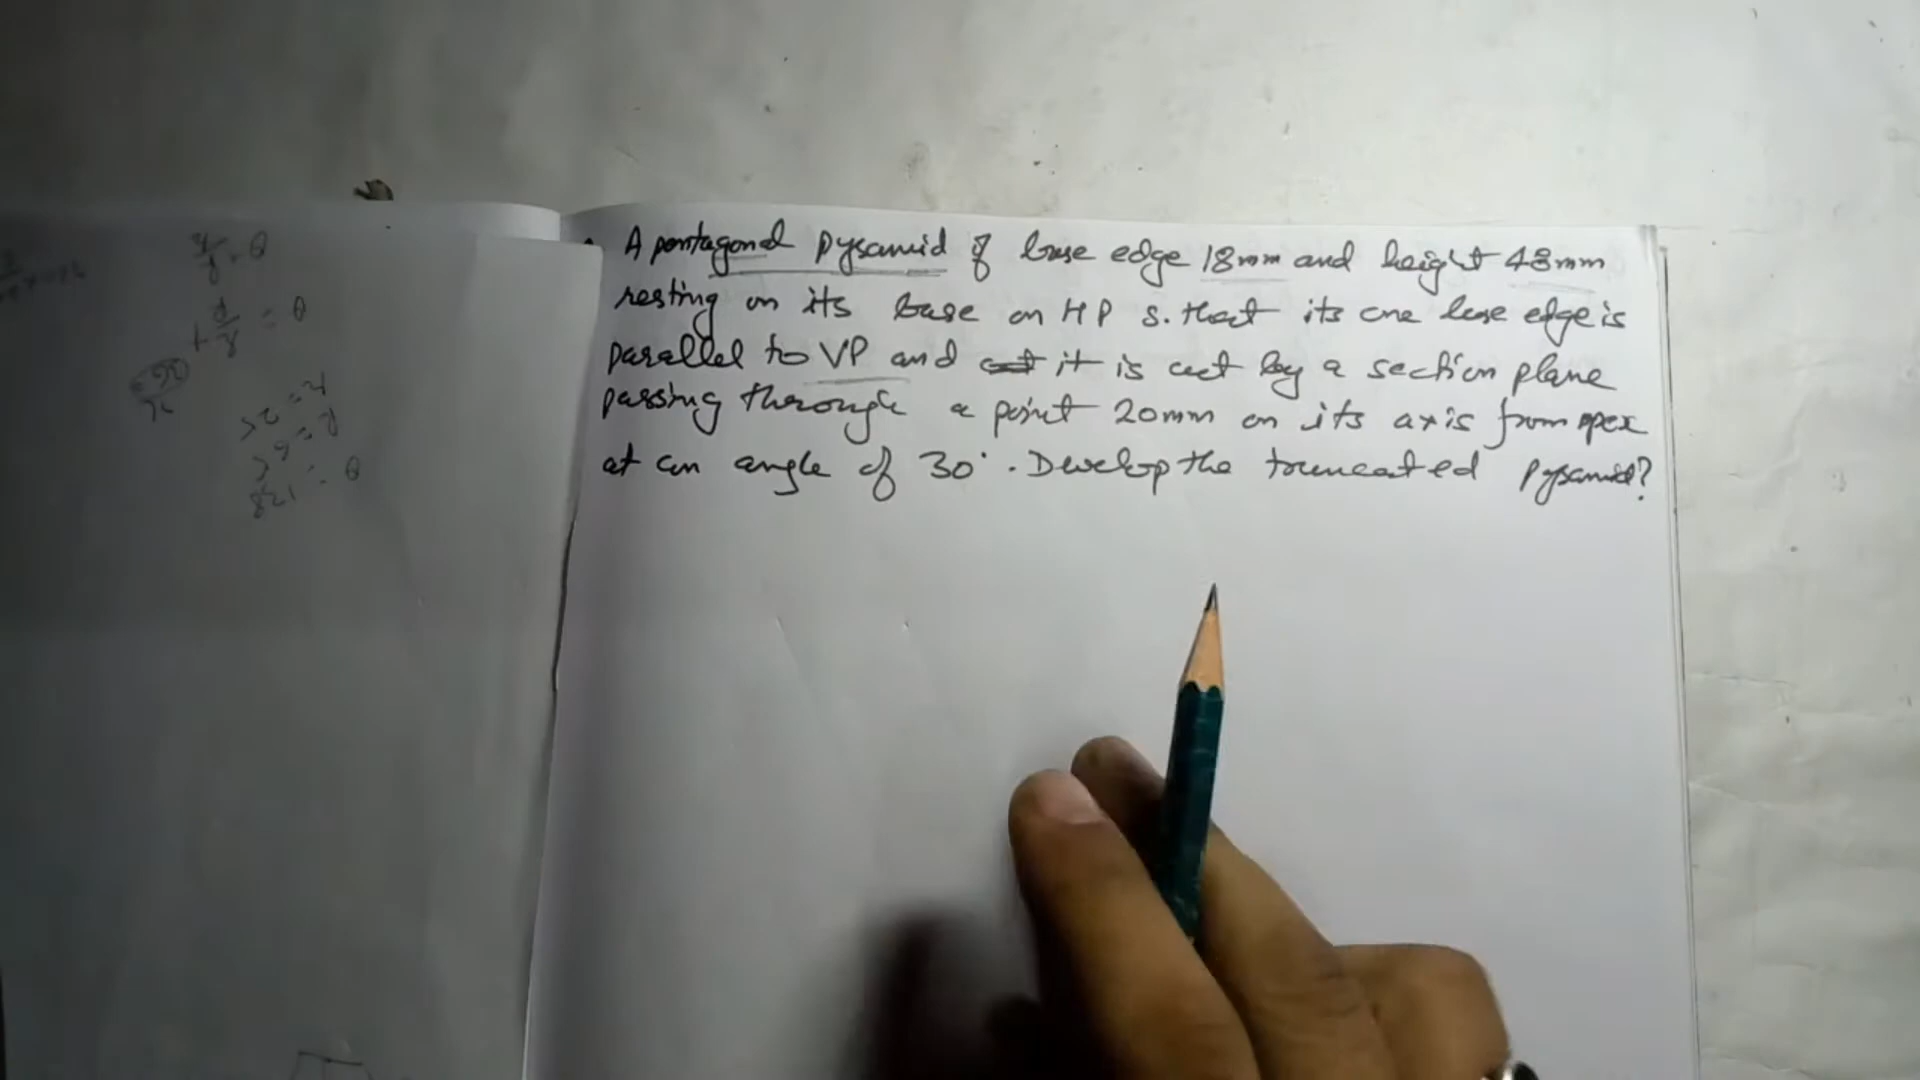 A pentagonal pyramid of base edge 18mm and height 48mm
resting on its base on HP s.that its one base edge is
parallel to VP and it is cut by a section plane
passing through a point 20mm on its axis from apex
at an angle of 30°. Develop the truncated pyramid?